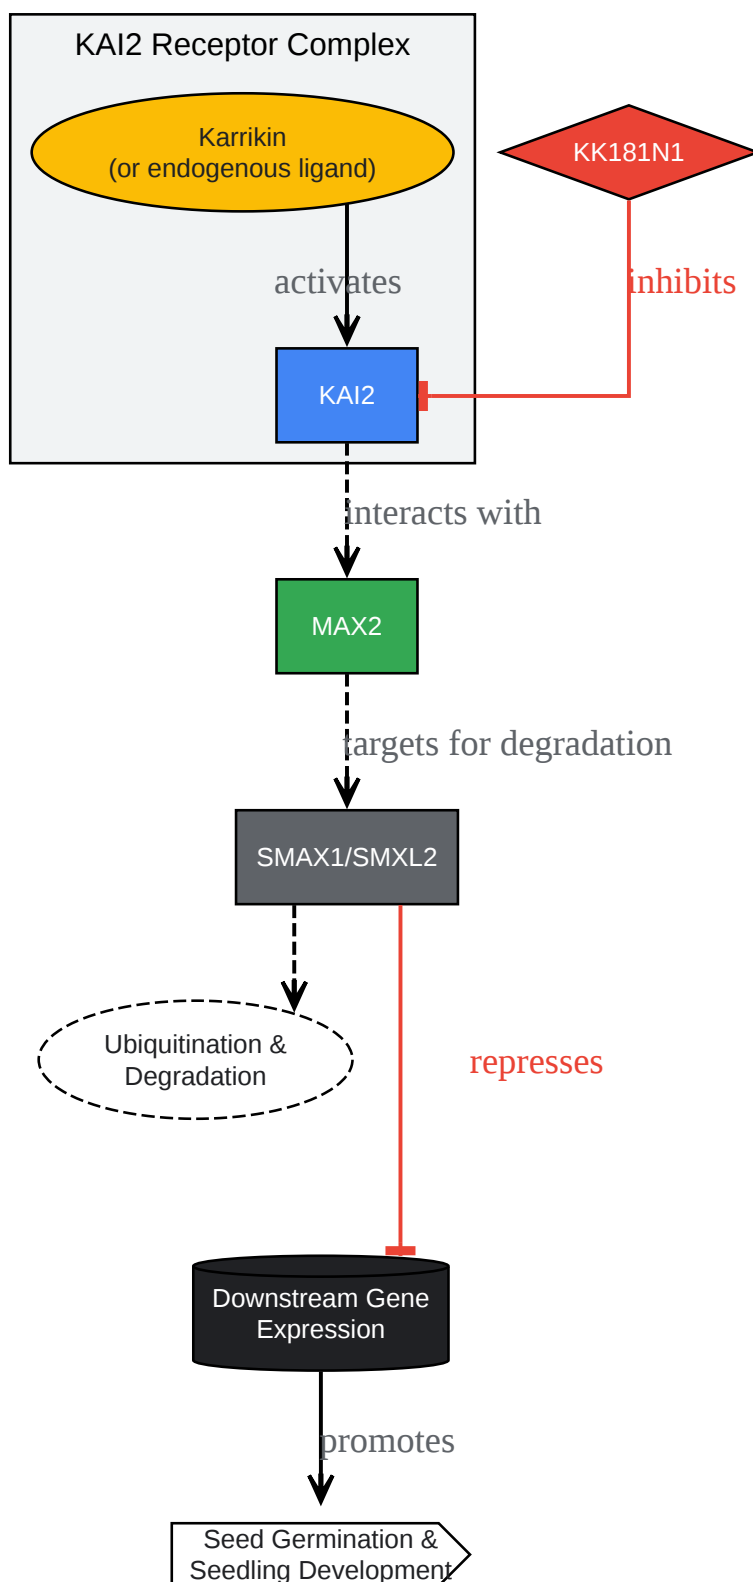 KAI2 Receptor Complex
Karrikin
(or endogenous ligand)
KK181N1
activates
inhibits
KAI2
interacts with
MAX2
targets for degradation
SMAX1/SMXL2
Ubiquitination &
Degradation
represses
Downstream Gene
Expression
promotes
Seed Germination &
Seedling Development